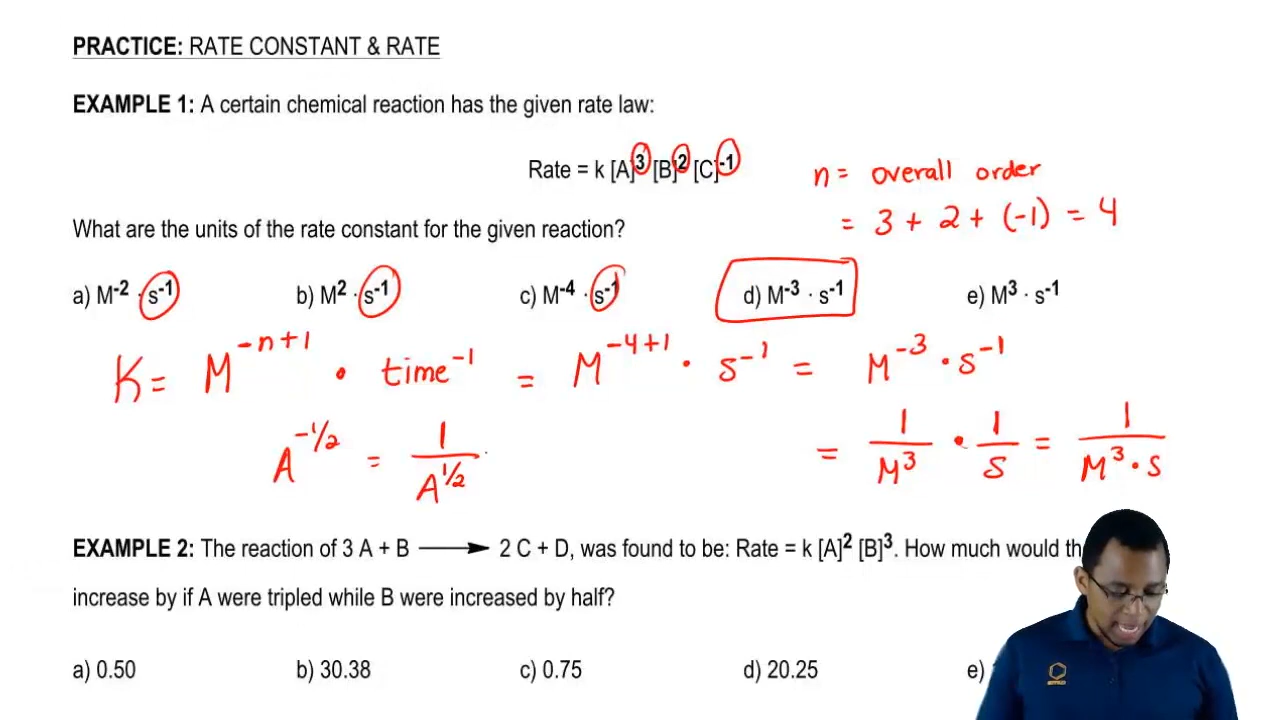 PRACTICE: RATE CONSTANT & RATE
EXAMPLE 1: A certain chemical reaction has the given rate law:
Rate = k [A]³ [B]² [C]⁻¹
n = overall order
= 3 + 2 + (-1) = 4
What are the units of the rate constant for the given reaction?
a) M⁻² · s⁻¹ b) M² · s⁻¹ c) M⁻⁴ · s⁻¹ d) M⁻³ · s⁻¹ e) M³ · s⁻¹
K = M⁻ⁿ⁺¹ · time⁻¹ = M⁻⁴⁺¹ · s⁻¹ = M⁻³ · s⁻¹
A^-1/2 = 1/A^1/2
= 1/M³ · 1/s = 1/M³ · s
EXAMPLE 2: The reaction of 3 A + B ⟶ 2 C + D, was found to be: Rate = k [A]² [B]³. How much would
increase by if A were tripled while B were increased by half?
a) 0.50 b) 30.38 c) 0.75 d) 20.25 e)